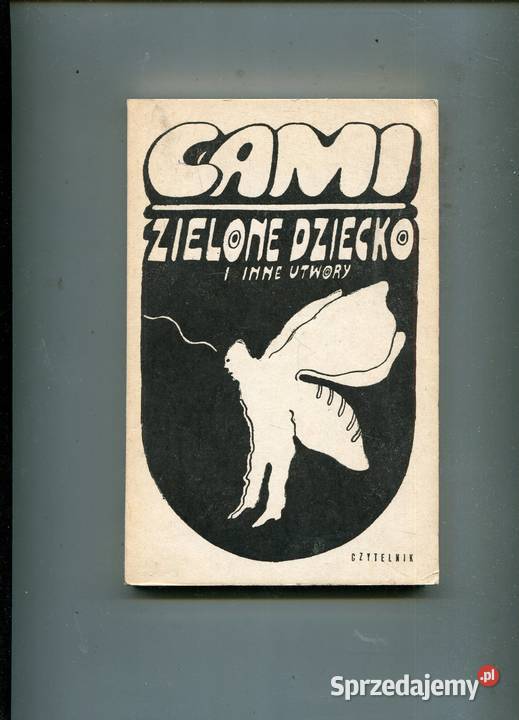 CAMI
ZIELONE DZIECKO
I INNE UTWORY
CZYTELNIK
Sprzedajemy.pl